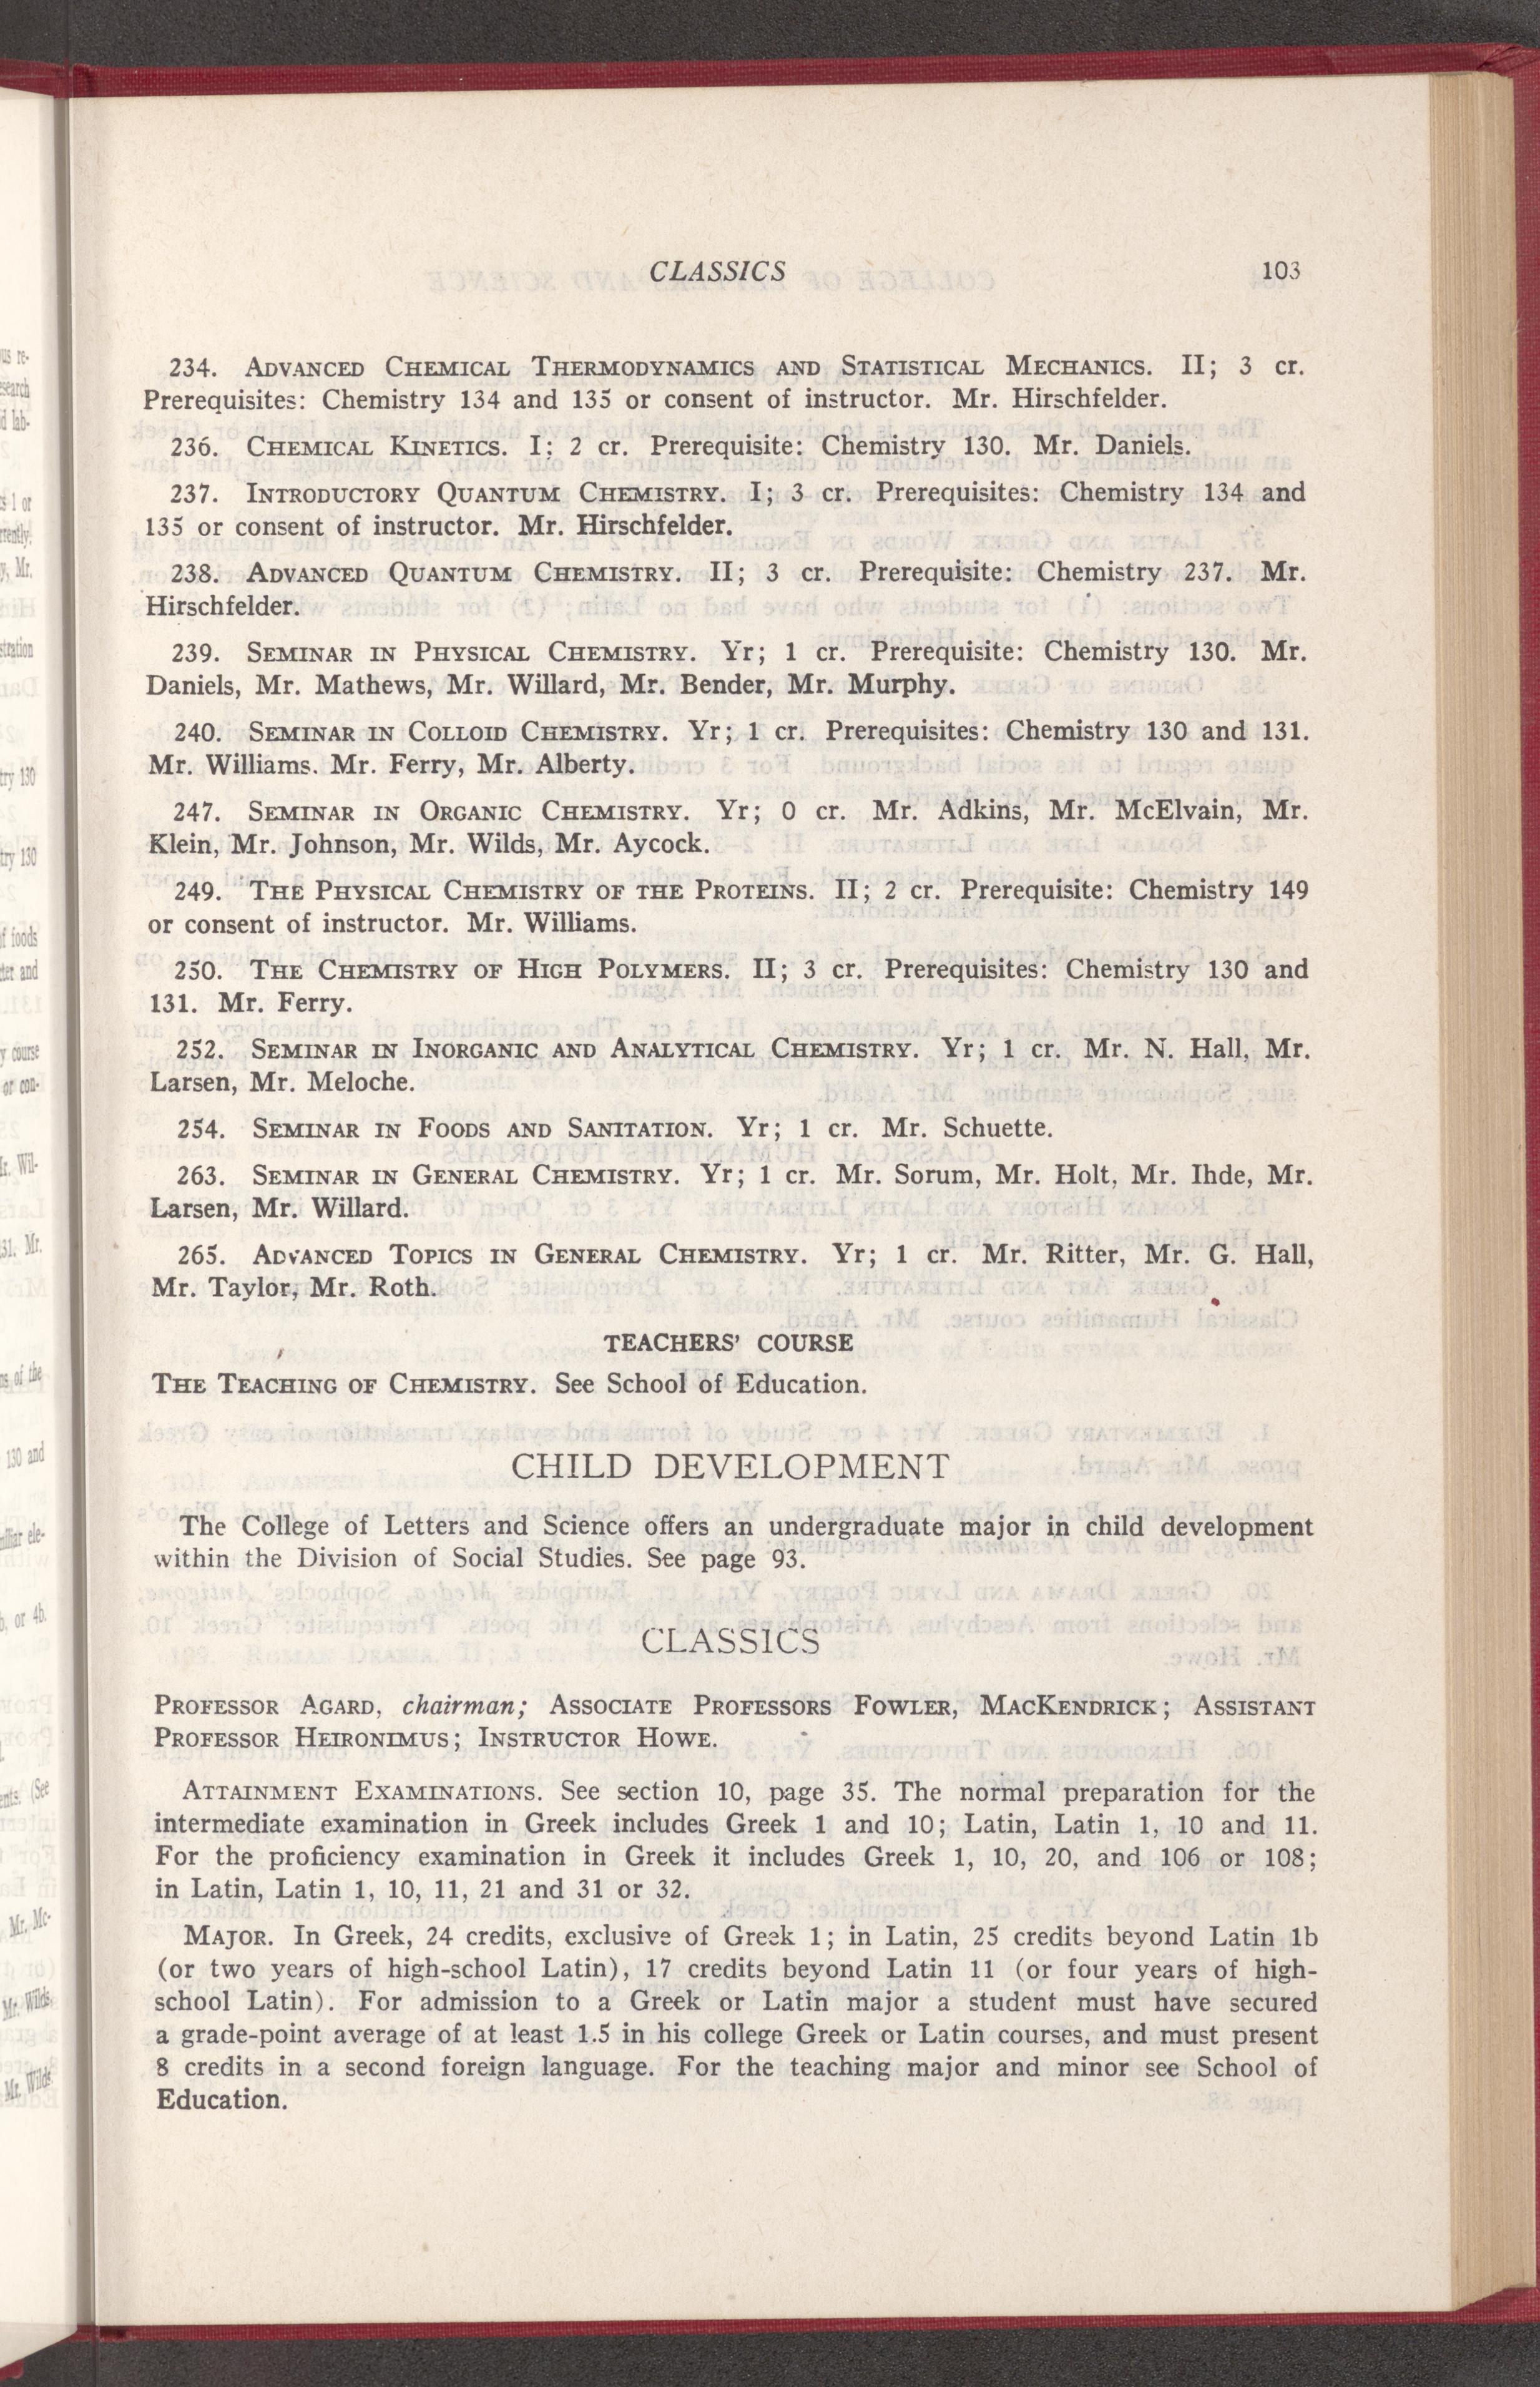 CLASSICS 103
234. Advanced Chemical Thermodynamics and Statistical Mechanics. II; 3 cr.
Prerequisites: Chemistry 134 and 135 or consent of instructor. Mr. Hirschfelder.
236. Chemical Kinetics. I; 2 cr. Prerequisite: Chemistry 130. Mr. Daniels.
237. Introductory Quantum Chemistry. I; 3 cr. Prerequisites: Chemistry 134 and
135 or consent of instructor. Mr. Hirschfelder.
238. Advanced Quantum Chemistry. II; 3 cr. Prerequisite: Chemistry 237. Mr.
Hirschfelder.
239. Seminar in Physical Chemistry. Yr; 1 cr. Prerequisite: Chemistry 130. Mr.
Daniels, Mr. Mathews, Mr. Willard, Mr. Bender, Mr. Murphy.
240. Seminar in Colloid Chemistry. Yr; 1 cr. Prerequisites: Chemistry 130 and 131.
Mr. Williams. Mr. Ferry, Mr. Alberty.
247. Seminar in Organic Chemistry. Yr; 0 cr. Mr. Adkins, Mr. McElvain, Mr.
Klein, Mr. Johnson, Mr. Wilds, Mr. Aycock.
249. The Physical Chemistry of the Proteins. II; 2 cr. Prerequisite: Chemistry 149
or consent of instructor. Mr. Williams.
250. The Chemistry of High Polymers. II; 3 cr. Prerequisites: Chemistry 130 and
131. Mr. Ferry.
252. Seminar in Inorganic and Analytical Chemistry. Yr; 1 cr. Mr. N. Hall, Mr.
Larsen, Mr. Meloche.
254. Seminar in Foods and Sanitation. Yr; 1 cr. Mr. Schuette.
263. Seminar in General Chemistry. Yr; 1 cr. Mr. Sorum, Mr. Holt, Mr. Ihde, Mr.
Larsen, Mr. Willard.
265. Advanced Topics in General Chemistry. Yr; 1 cr. Mr. Ritter, Mr. G. Hall,
Mr. Taylor, Mr. Roth.
TEACHERS' COURSE
The Teaching of Chemistry. See School of Education.
CHILD DEVELOPMENT
The College of Letters and Science offers an undergraduate major in child development
within the Division of Social Studies. See page 93.
CLASSICS
Professor Agard, chairman; Associate Professors Fowler, MacKendrick; Assistant
Professor Heironimus; Instructor Howe.
Attainment Examinations. See section 10, page 35. The normal preparation for the
intermediate examination in Greek includes Greek 1 and 10; Latin, Latin 1, 10 and 11.
For the proficiency examination in Greek it includes Greek 1, 10, 20, and 106 or 108;
in Latin, Latin 1, 10, 11, 21 and 31 or 32.
Major. In Greek, 24 credits, exclusive of Greek 1; in Latin, 25 credits beyond Latin 1b
(or two years of high-school Latin), 17 credits beyond Latin 11 (or four years of high-
school Latin). For admission to a Greek or Latin major a student must have secured
a grade-point average of at least 1.5 in his college Greek or Latin courses, and must present
8 credits in a second foreign language. For the teaching major and minor see School of
Education.